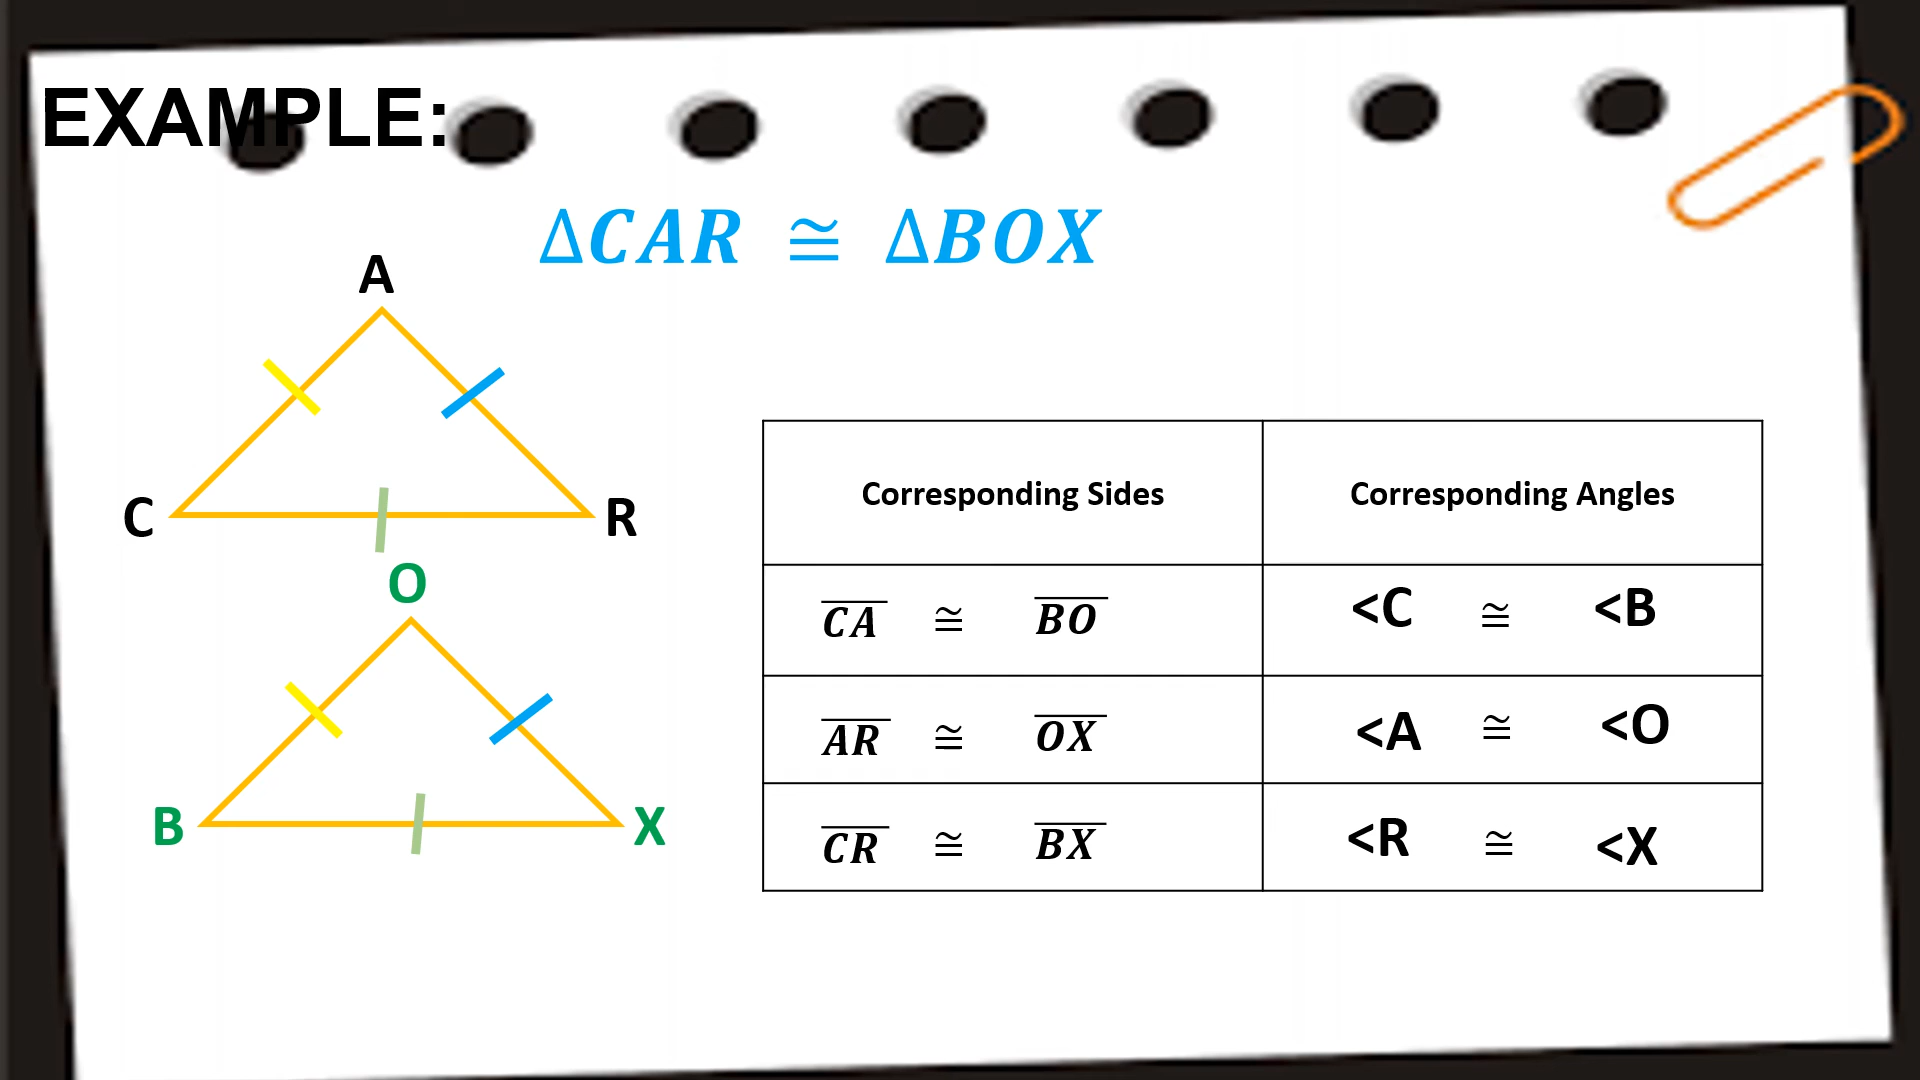 EXAMPLE:
ΔCAR ≅ ΔBOX
A
C
R
O
B
X
Corresponding Sides Corresponding Angles
CA ≅ BO <C ≅ <B
AR ≅ OX <A ≅ <O
CR ≅ BX <R ≅ <X